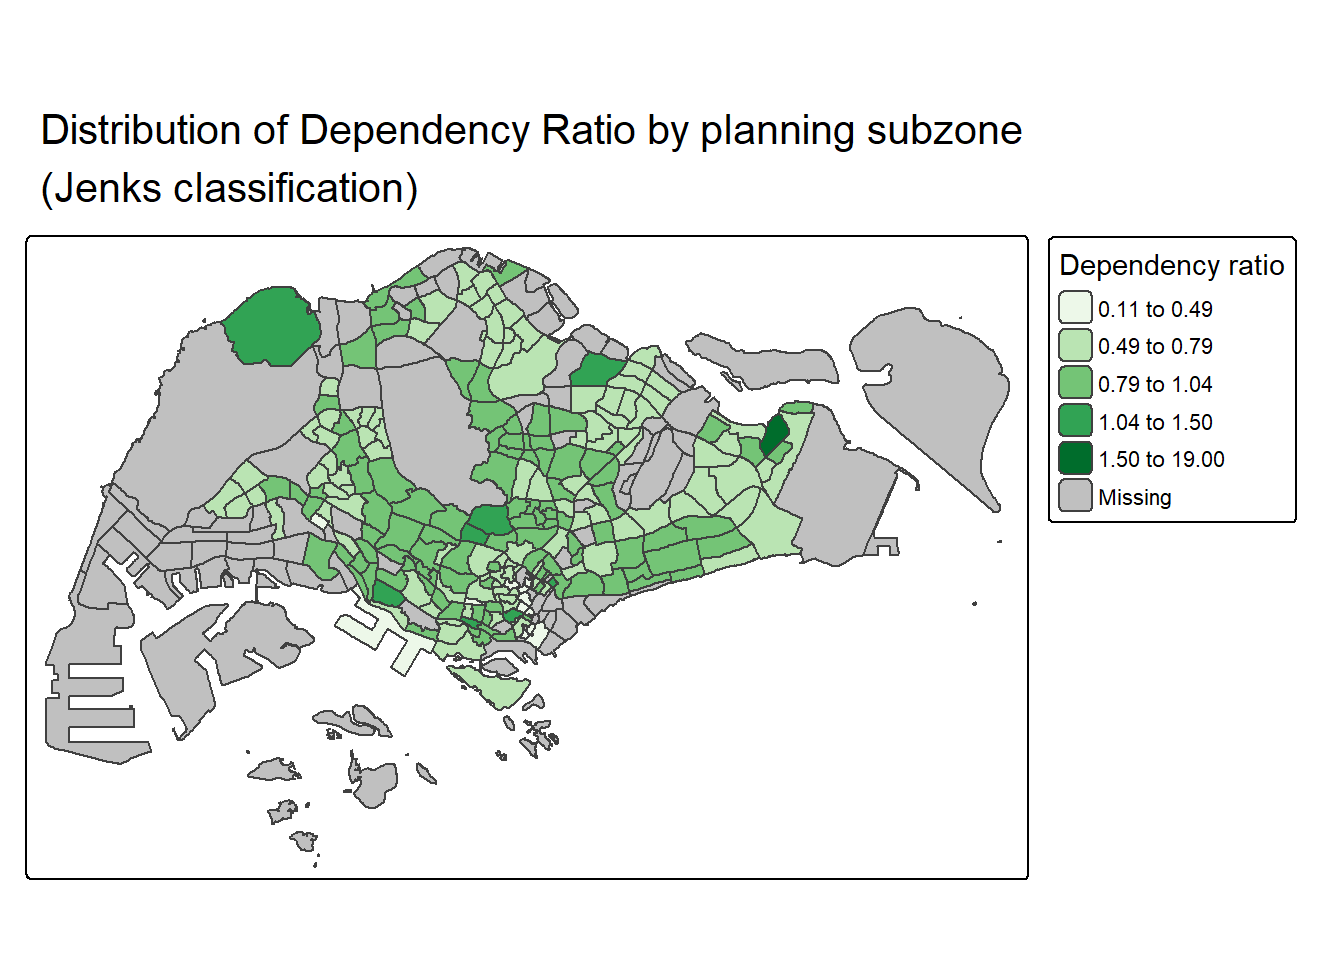 Distribution of Dependency Ratio by planning subzone
(Jenks classification)
Dependency ratio
0.11 to 0.49
0.49 to 0.79
0.79 to 1.04
1.04 to 1.50
1.50 to 19.00
Missing